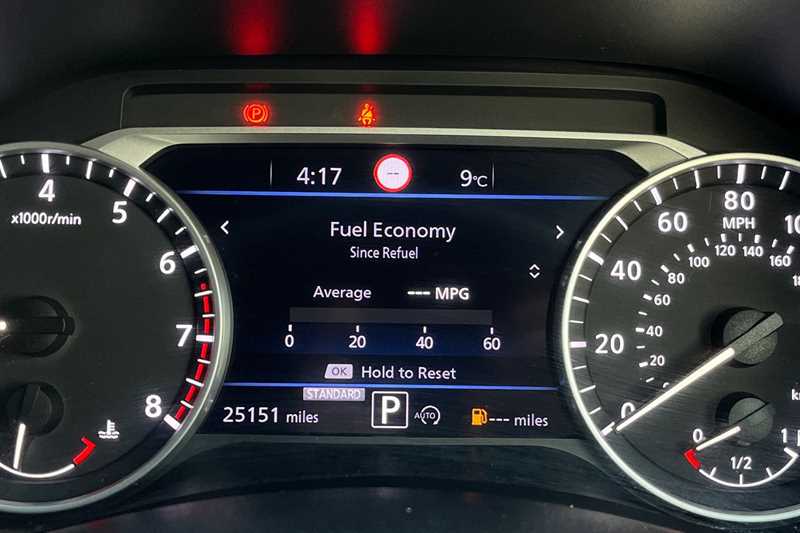 P
4:17 -- 9°C
Fuel Economy
Since Refuel
Average --- MPG
0 20 40 60
OK Hold to Reset
STANDARD
25151 miles P AUTO --- miles
4 5 6 7 8
x1000r/min
0 20 40 60 80
MPH
20 40 60 80 100 120 140 160
0 1/2 1